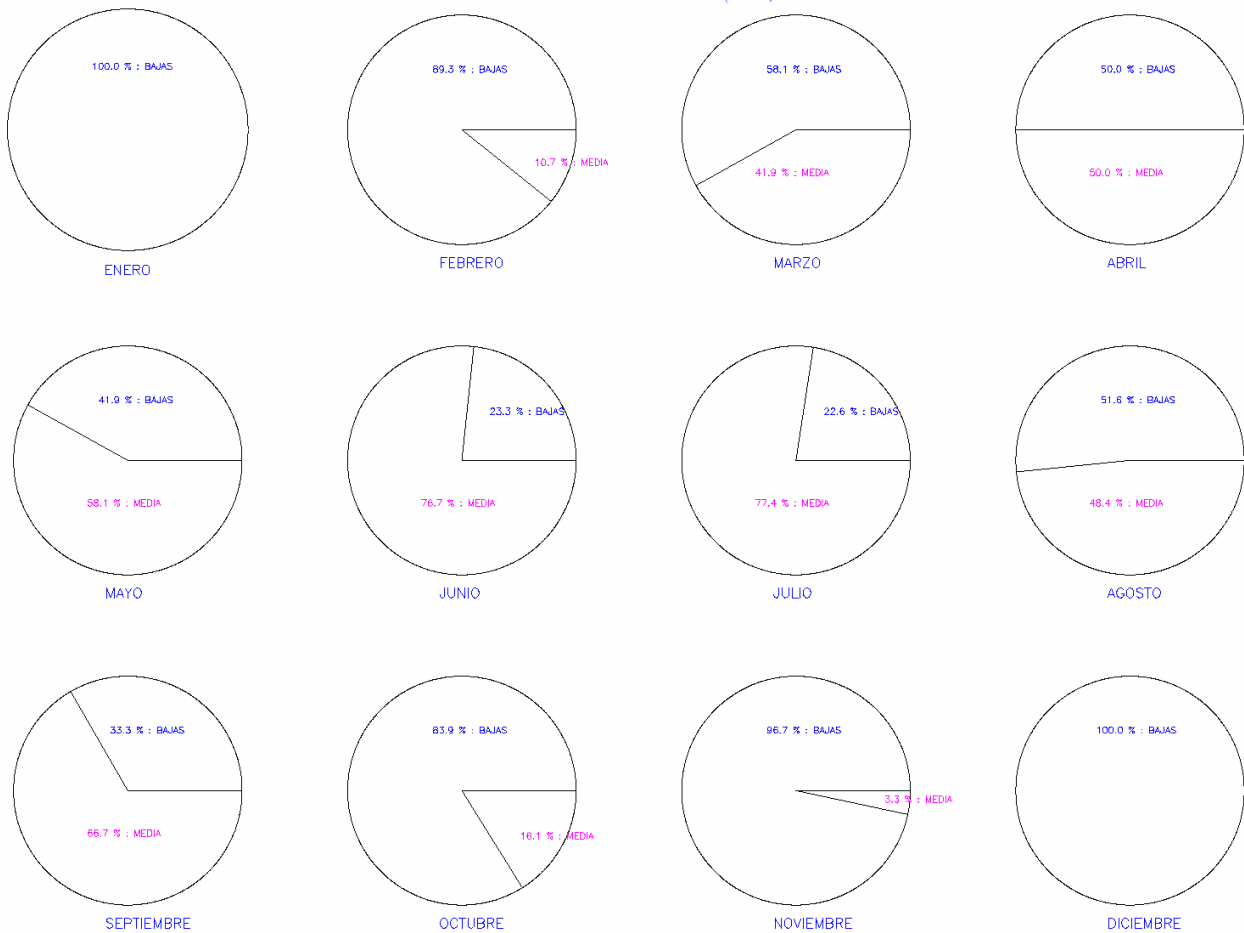 100.0 % : BAJAS
ENERO
89.3 % : BAJAS
10.7 % : MEDIA
FEBRERO
58.1 % : BAJAS
41.9 % : MEDIA
MARZO
50.0 % : BAJAS
50.0 % : MEDIA
ABRIL
41.9 % : BAJAS
58.1 % : MEDIA
MAYO
23.3 % : BAJAS
76.7 % : MEDIA
JUNIO
22.6 % : BAJAS
77.4 % : MEDIA
JULIO
51.6 % : BAJAS
48.4 % : MEDIA
AGOSTO
33.3 % : BAJAS
66.7 % : MEDIA
SEPTIEMBRE
83.9 % : BAJAS
16.1 % : MEDIA
OCTUBRE
96.7 % : BAJAS
3.3 % : MEDIA
NOVIEMBRE
100.0 % : BAJAS
DICIEMBRE